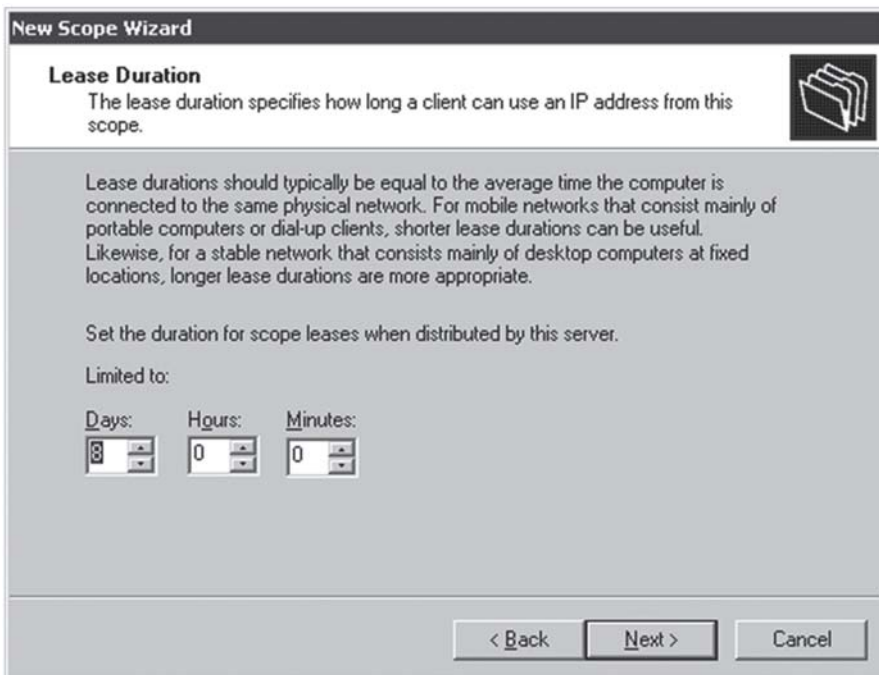 New Scope Wizard
Lease Duration
The lease duration specifies how long a client can use an IP address from this
scope.
Lease durations should typically be equal to the average time the computer is
connected to the same physical network. For mobile networks that consist mainly of
portable computers or dial-up clients, shorter lease durations can be useful.
Likewise, for a stable network that consists mainly of desktop computers at fixed
locations, longer lease durations are more appropriate.
Set the duration for scope leases when distributed by this server.
Limited to:
Days: Hours: Minutes:
8 0 0
< Back Next > Cancel